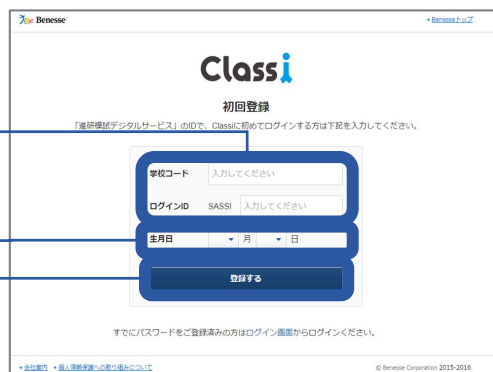 Benesse
Benesseトップ
Classi
初回登録
「進研模試デジタルサービス」のIDで、Classiに初めてログインする方は下記を入力してください。
学校コード 入力してください
ログインID SASSI 入力してください
生月日 月 日
登録する
すでにパスワードをご登録済みの方はログイン画面からログインください。
会社案内 個人情報保護への取り組みについて © Benesse Corporation 2015-2016.